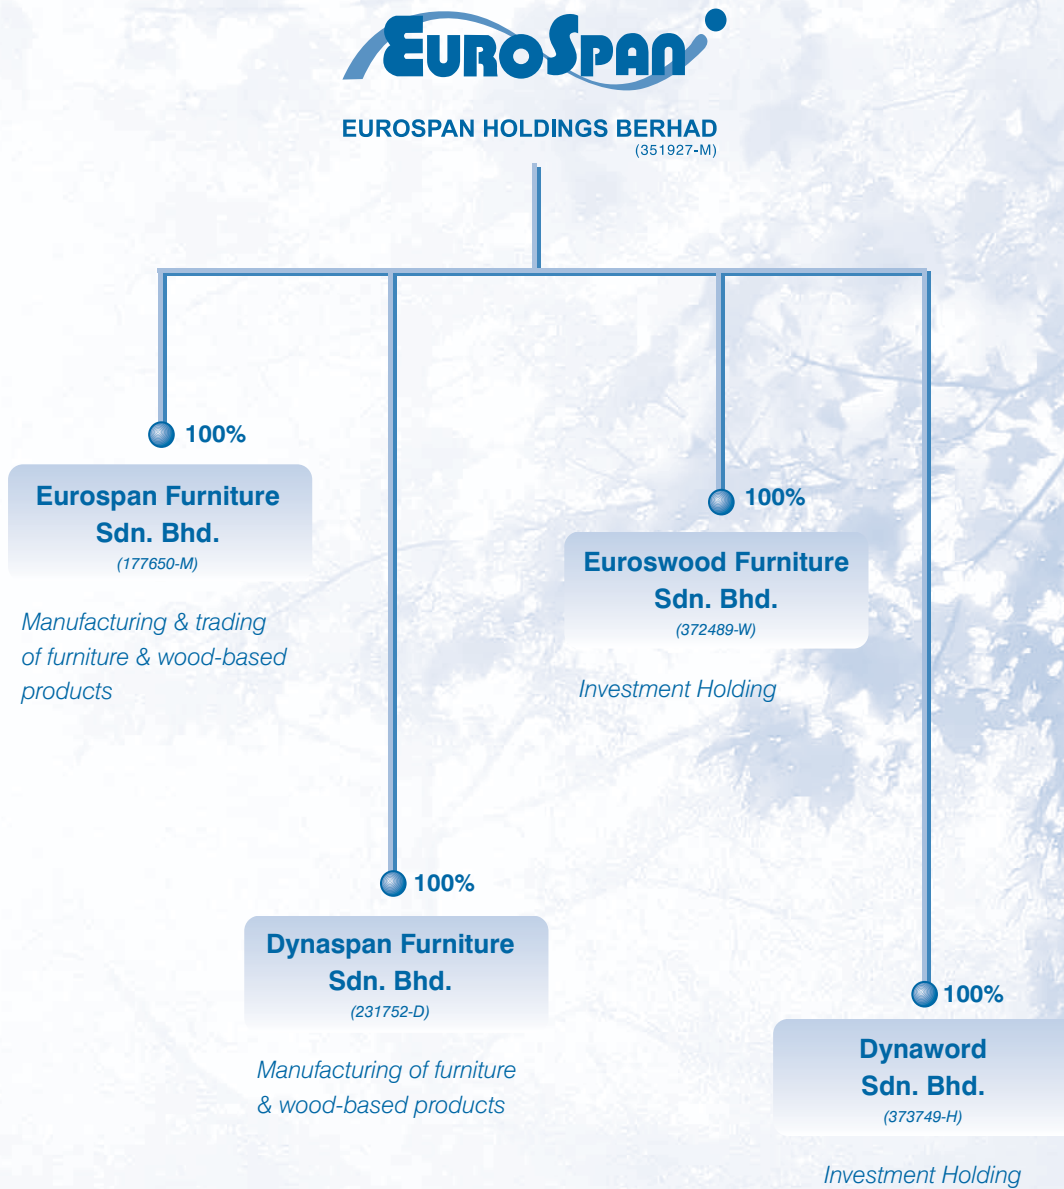 EUROSPAN
EUROSPAN HOLDINGS BERHAD
(351927-M)
100%
Eurospan Furniture
Sdn. Bhd.
(177650-M)
Manufacturing & trading
of furniture & wood-based
products
100%
Euroswood Furniture
Sdn. Bhd.
(372489-W)
Investment Holding
100%
Dynaspan Furniture
Sdn. Bhd.
(231752-D)
Manufacturing of furniture
& wood-based products
100%
Dynaword
Sdn. Bhd.
(373749-H)
Investment Holding